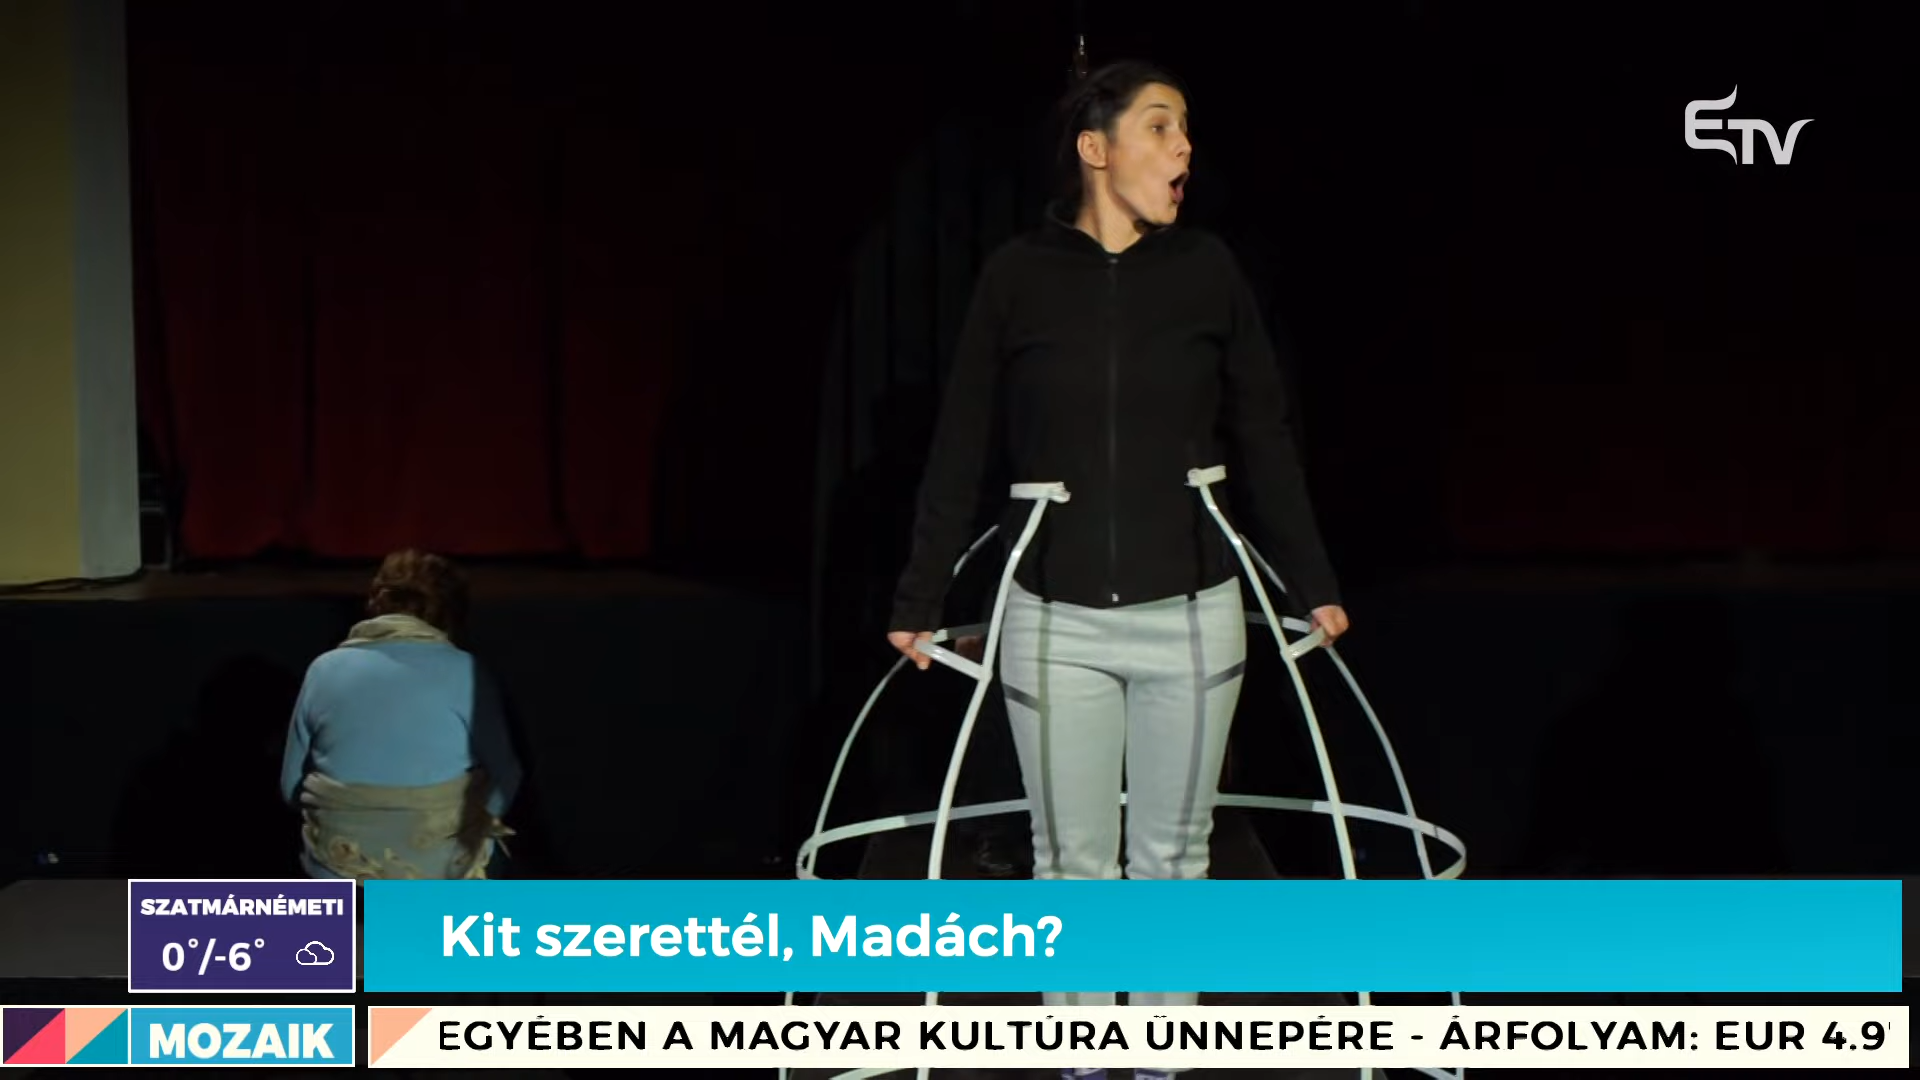 ETV
SZATMÁRNÉMETI
0°/-6°
Kit szerettél, Madách?
MOZAIK
EGYÉBEN A MAGYAR KULTÚRA ÜNNEPÉRE - ÁRFOLYAM: EUR 4.9